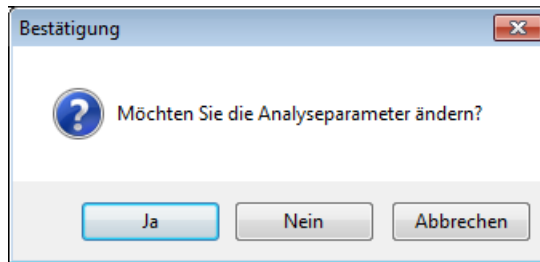 Bestätigung
Möchten Sie die Analyseparameter ändern?
Ja
Nein
Abbrechen